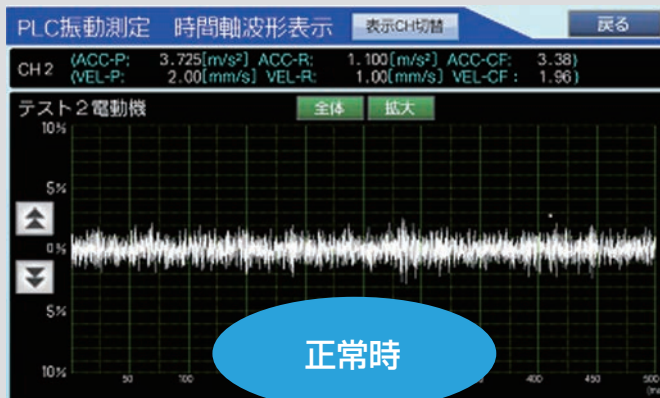 PLC振動測定 時間軸波形表示 表示CH切替 戻る
CH2 (ACC-P: 3.725[m/s²] ACC-R: 1.100[m/s²] ACC-CF: 3.38)
(VEL-P: 2.00[mm/s] VEL-R: 1.00[mm/s] VEL-CF: 1.96)
テスト2電動機 全体 拡大
10%
5%
0%
5%
正常時
10%
50 100 400 450 500